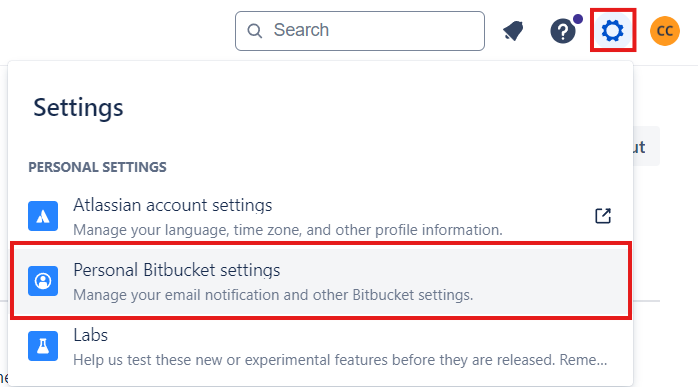 Search
CC
Settings
ut
PERSONAL SETTINGS
Atlassian account settings
Manage your language, time zone, and other profile information.
Personal Bitbucket settings
Manage your email notification and other Bitbucket settings.
Labs
Help us test these new or experimental features before they are released. Reme...